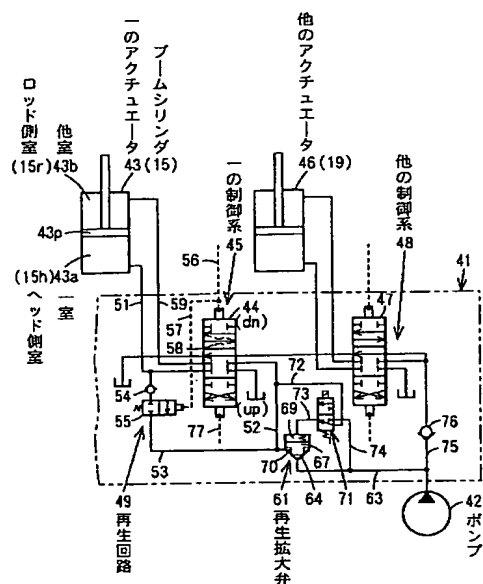 ロッド側室
(15r)43b
他室
一のアクチュエータ
43(15)
ブームシリンダ
他のアクチュエータ
46(19)
一の制御系
45
他の制御系
48
41
43p
(15h)43a
ヘッド側室
一室
56
51
59
57
58
44
(dn)
47
54
55
(up)
77
52
72
73
69
67
70
64
71
74
76
75
53
63
49
再生回路
61
再生拡大弁
42
ポンプ